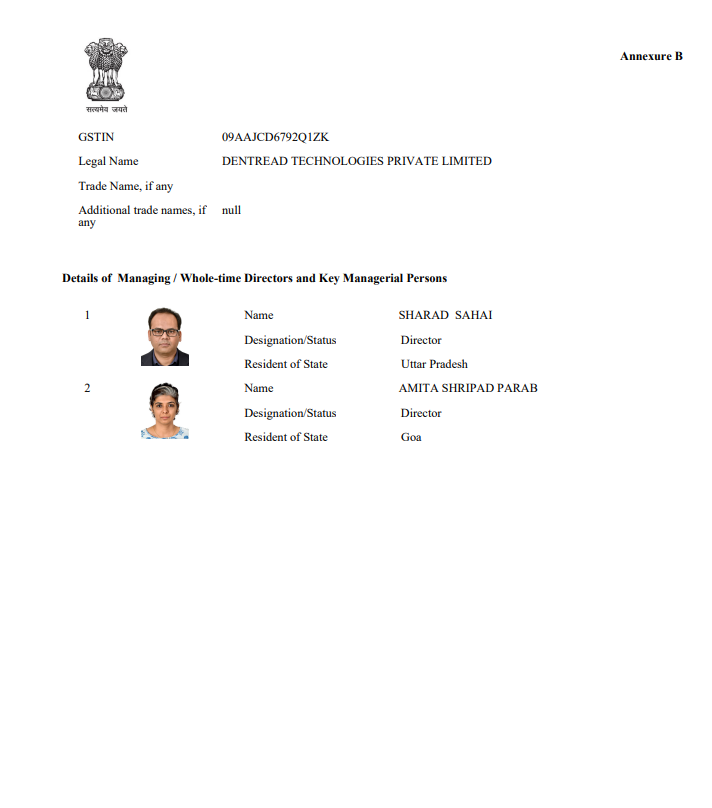 Annexure B
सत्यमेव जयते
GSTIN 09AAJCD6792Q1ZK
Legal Name DENTREAD TECHNOLOGIES PRIVATE LIMITED
Trade Name, if any
Additional trade names, if null
any
Details of Managing / Whole-time Directors and Key Managerial Persons
1 Name SHARAD SAHAI
Designation/Status Director
Resident of State Uttar Pradesh
2 Name AMITA SHRIPAD PARAB
Designation/Status Director
Resident of State Goa